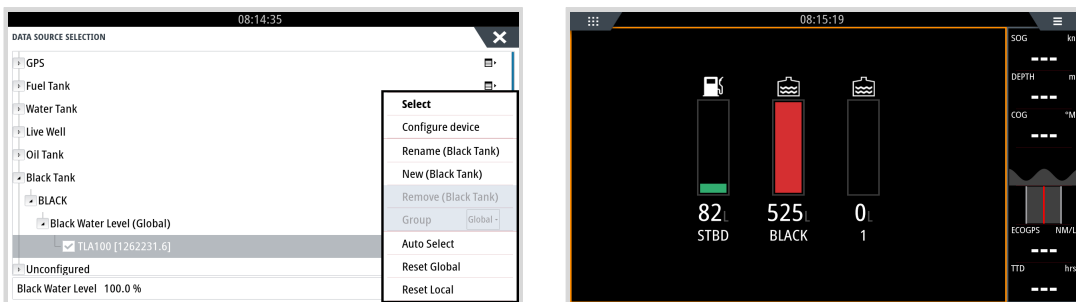 08:14:35
DATA SOURCE SELECTION
GPS
Fuel Tank
Water Tank
Live Well
Oil Tank
Black Tank
BLACK
Black Water Level (Global)
TLA100 [1262231.6]
Unconfigured
Black Water Level 100.0 %
Select
Configure device
Rename (Black Tank)
New (Black Tank)
Remove (Black Tank)
Group Global
Auto Select
Reset Global
Reset Local
08:15:19
82L
STBD
525L
BLACK
0L
1
SOG kn
---
DEPTH m
---
COG °M
---
ECOGPS NM/L
---
TTD hrs
---